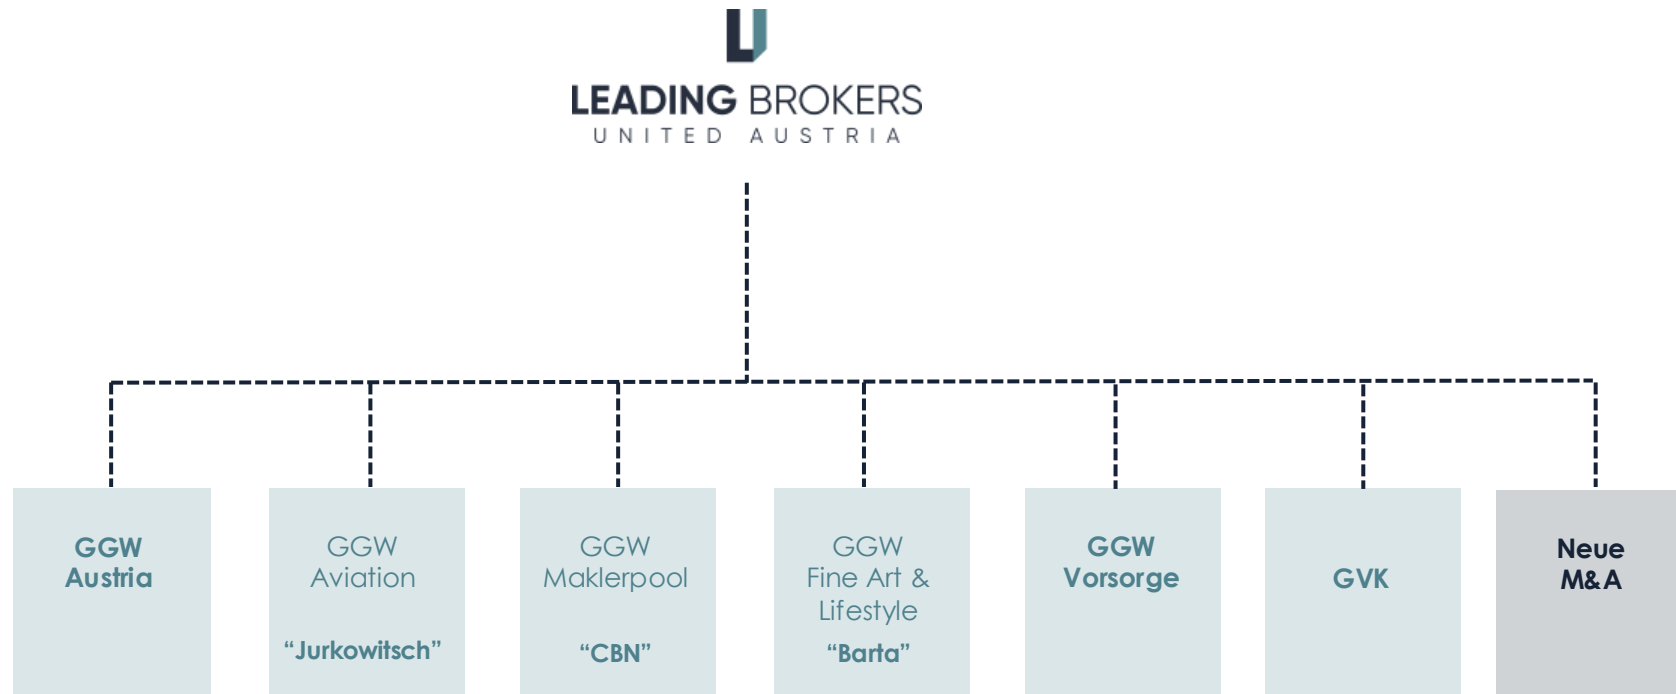 LEADING BROKERS
UNITED AUSTRIA
GGW
Austria
GGW
Aviation
“Jurkowitsch”
GGW
Maklerpool
“CBN”
GGW
Fine Art &
Lifestyle
“Barta”
GGW
Vorsorge
GVK
Neue
M&A